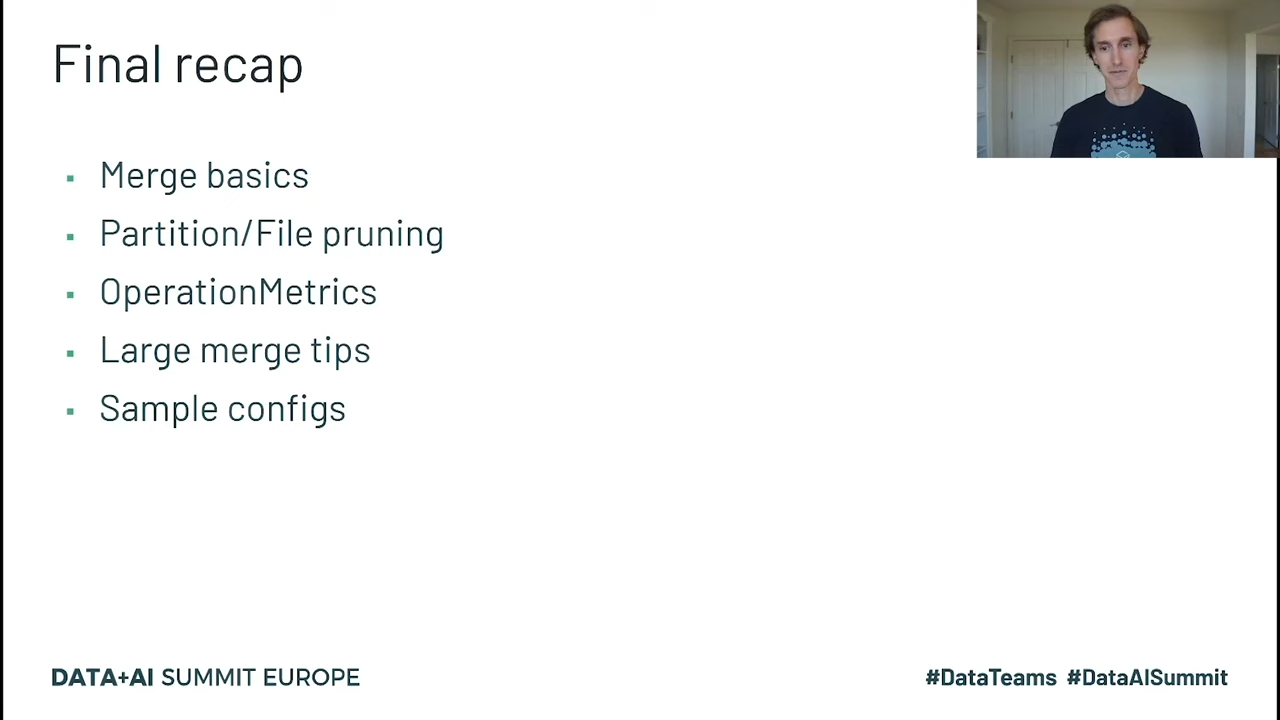 Final recap
▪ Merge basics
▪ Partition/File pruning
▪ OperationMetrics
▪ Large merge tips
▪ Sample configs
DATA+AI SUMMIT EUROPE
#DataTeams #DataAISummit